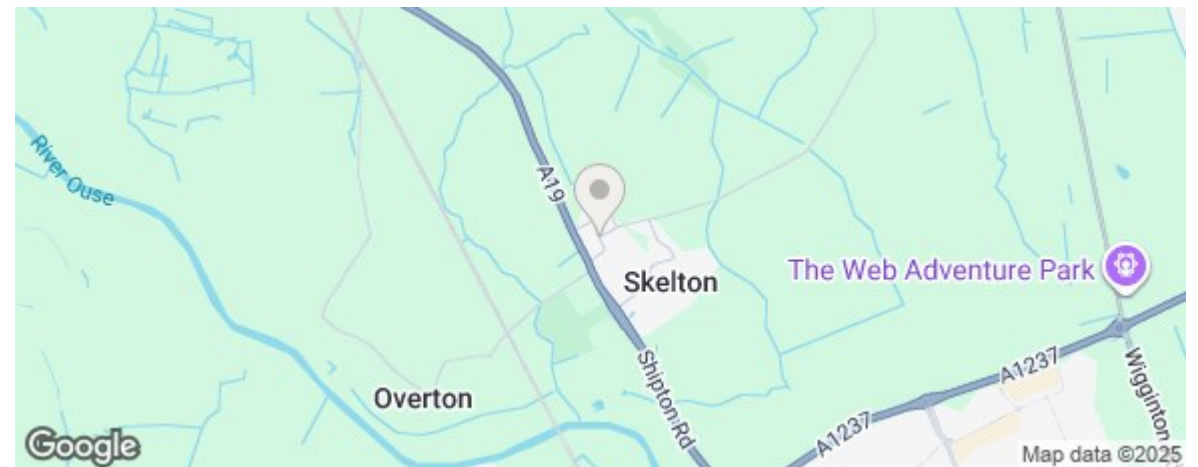 River Ouse
A19
Skelton
The Web Adventure Park
Shipton Rd
A1237
Wigginton
Overton
A1237
Google
Map data ©2025